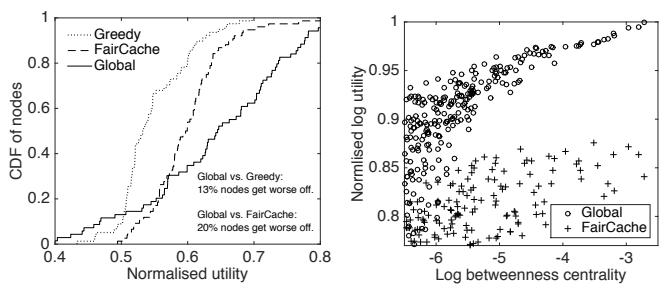 1
0.8
0.6
0.4
0.2
0
CDF of nodes
Greedy
FairCache
Global
Global vs. Greedy:
13% nodes get worse off.
Global vs. FairCache:
20% nodes get worse off.
0.4 0.5 0.6 0.7 0.8
Normalised utility
1
0.95
0.9
0.85
0.8
Normlised log utility
Global
FairCache
-6 -5 -4 -3
Log betweenness centrality